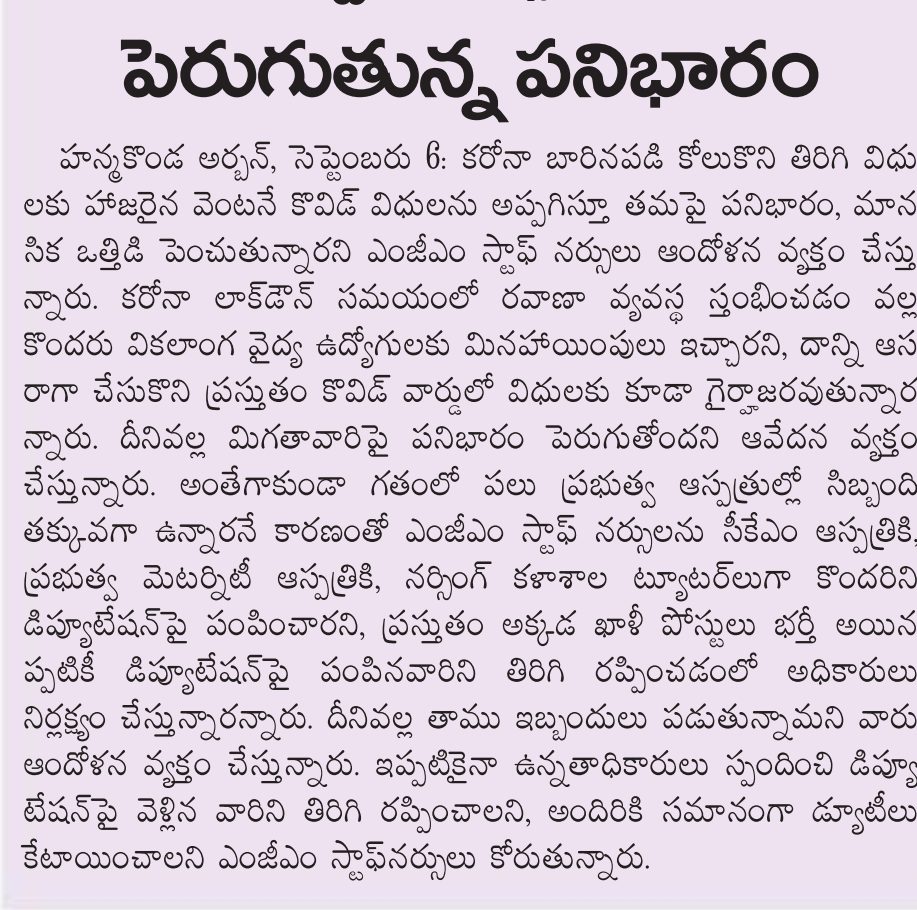 పెరుగుతున్న పనిభారం
హన్మకొండ అర్బన్, సెప్టెంబరు 6: కరోనా బారినపడి కోలుకొని తిరిగి విధు
లకు హాజరైన వెంటనే కొవిడ్ విధులను అప్పగిస్తూ తమపై పనిభారం, మాన
సిక ఒత్తిడి పెంచుతున్నారని ఎంజీఎం స్టాఫ్ నర్సులు ఆందోళన వ్యక్తం చేస్తు
న్నారు. కరోనా లాక్‌డౌన్ సమయంలో రవాణా వ్యవస్థ స్తంభించడం వల్ల
కొందరు వికలాంగ వైద్య ఉద్యోగులకు మినహాయింపులు ఇచ్చారని, దాన్ని ఆస
రాగా చేసుకొని ప్రస్తుతం కొవిడ్ వార్డులో విధులకు కూడా గైర్హాజరవుతున్నార
న్నారు. దీనివల్ల మిగతావారిపై పనిభారం పెరుగుతోందని ఆవేదన వ్యక్తం
చేస్తున్నారు. అంతేగాకుండా గతంలో పలు ప్రభుత్వ ఆస్పత్రుల్లో సిబ్బంది
తక్కువగా ఉన్నారనే కారణంతో ఎంజీఎం స్టాఫ్ నర్సులను సీకేఎం ఆస్పత్రికి,
ప్రభుత్వ మెటర్నిటీ ఆస్పత్రికి, నర్సింగ్ కళాశాల ట్యూటర్‌లుగా కొందరిని
డిప్యూటేషన్‌పై పంపించారని, ప్రస్తుతం అక్కడ ఖాళీ పోస్టులు భర్తీ అయిన
ప్పటికీ డిప్యూటేషన్‌పై పంపినవారిని తిరిగి రప్పించడంలో అధికారులు
నిర్లక్ష్యం చేస్తున్నారన్నారు. దీనివల్ల తాము ఇబ్బందులు పడుతున్నామని వారు
ఆందోళన వ్యక్తం చేస్తున్నారు. ఇప్పటికైనా ఉన్నతాధికారులు స్పందించి డిప్యూ
టేషన్‌పై వెళ్లిన వారిని తిరిగి రప్పించాలని, అందిరికి సమానంగా డ్యూటీలు
కేటాయించాలని ఎంజీఎం స్టాఫ్‌నర్సులు కోరుతున్నారు.